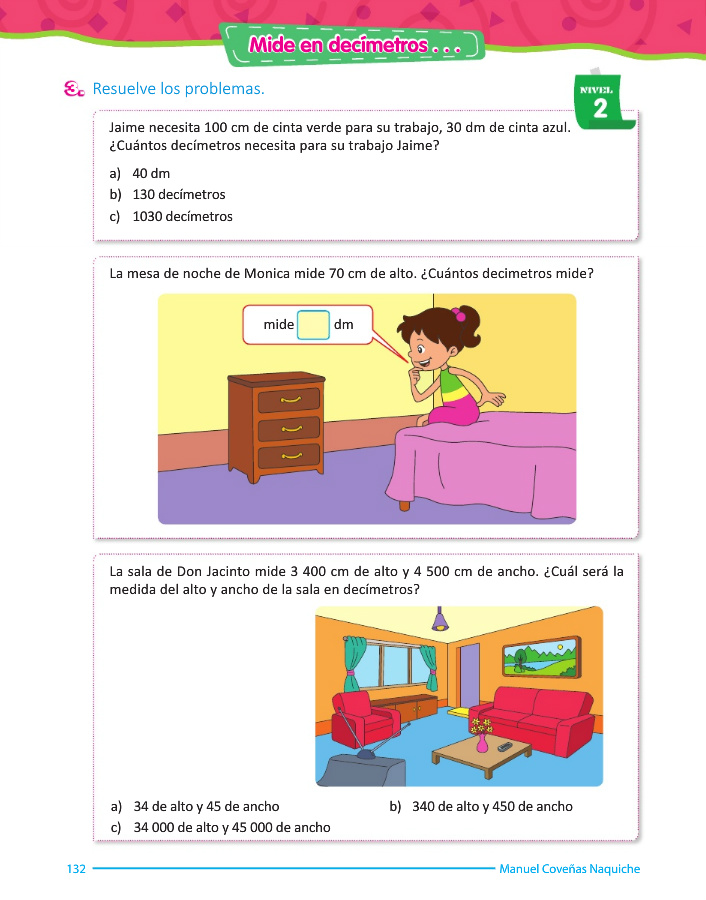 Mide en decímetros . . .
3. Resuelve los problemas.
NIVEL
2
Jaime necesita 100 cm de cinta verde para su trabajo, 30 dm de cinta azul.
¿Cuántos decímetros necesita para su trabajo Jaime?
a) 40 dm
b) 130 decímetros
c) 1030 decímetros
La mesa de noche de Monica mide 70 cm de alto. ¿Cuántos decimetros mide?
mide dm
La sala de Don Jacinto mide 3 400 cm de alto y 4 500 cm de ancho. ¿Cuál será la
medida del alto y ancho de la sala en decímetros?
a) 34 de alto y 45 de ancho b) 340 de alto y 450 de ancho
c) 34 000 de alto y 45 000 de ancho
132 Manuel Coveñas Naquiche